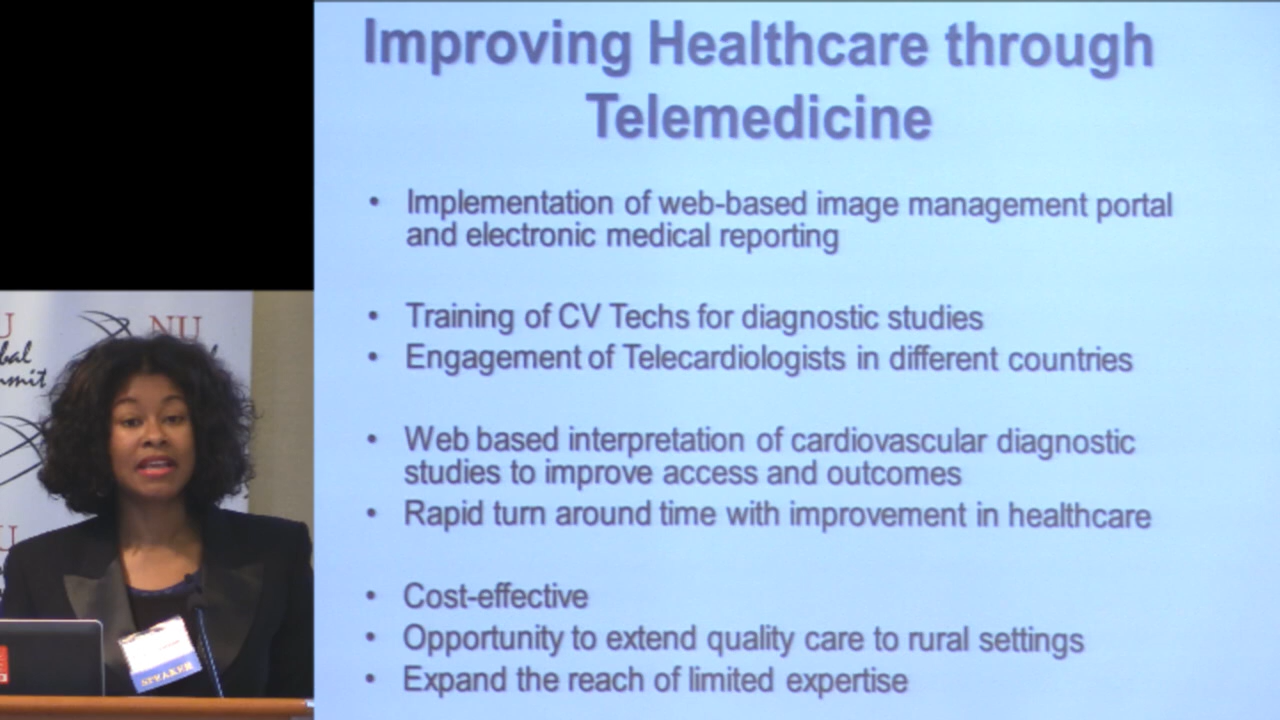 Improving Healthcare through
Telemedicine
• Implementation of web-based image management portal
and electronic medical reporting
• Training of CV Techs for diagnostic studies
• Engagement of Telecardiologists in different countries
• Web based interpretation of cardiovascular diagnostic
studies to improve access and outcomes
• Rapid turn around time with improvement in healthcare
• Cost-effective
• Opportunity to extend quality care to rural settings
• Expand the reach of limited expertise
U
NU
bal
mmit
U
SPEAKER